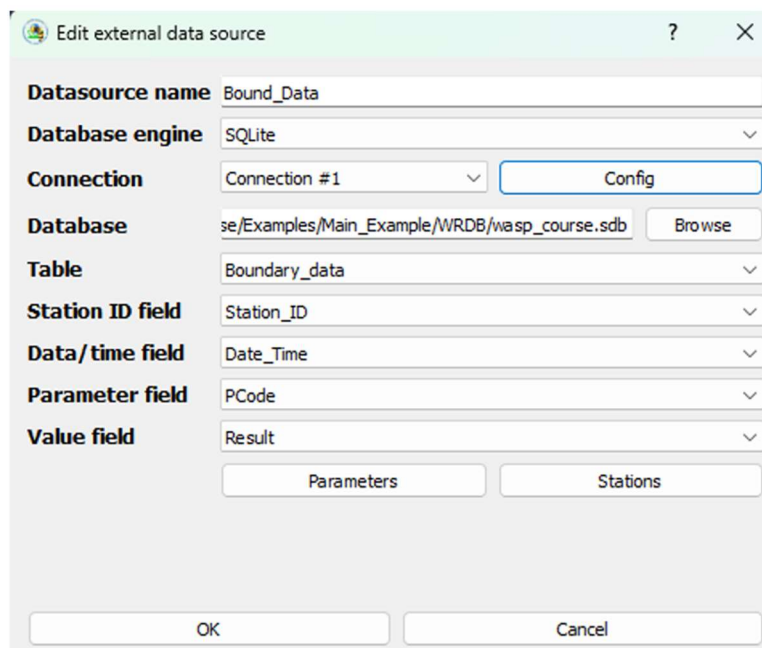 Edit external data source ? ×
Datasource name Bound_Data
Database engine SQLite
Connection Connection #1 Config
Database se/Examples/Main_Example/WRDB/wasp_course.sdb Browse
Table Boundary_data
Station ID field Station_ID
Data/time field Date_Time
Parameter field PCode
Value field Result
Parameters Stations
OK Cancel